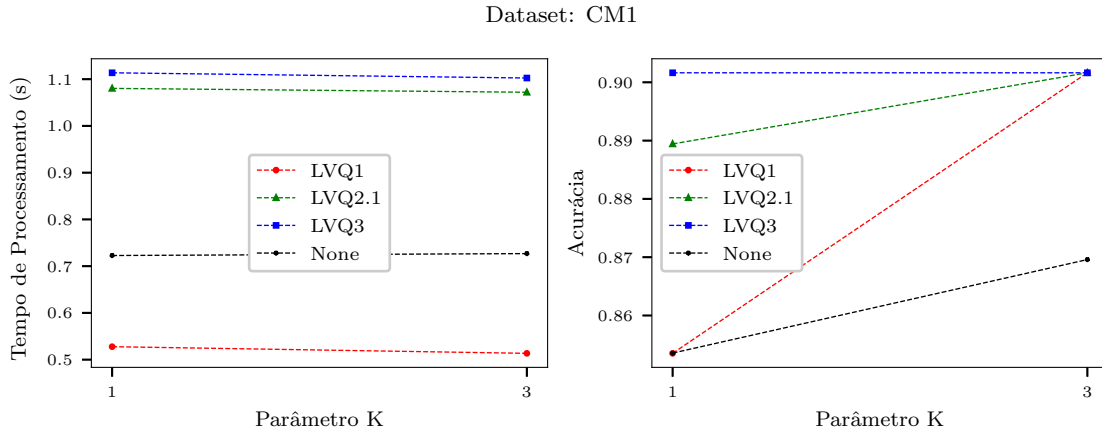 Dataset: CM1
Tempo de Processamento (s)
1.1
1.0
0.9
0.8
0.7
0.6
0.5
LVQ1
LVQ2.1
LVQ3
None
1
3
Parâmetro K
Acurácia
0.90
0.89
0.88
0.87
0.86
LVQ1
LVQ2.1
LVQ3
None
1
3
Parâmetro K